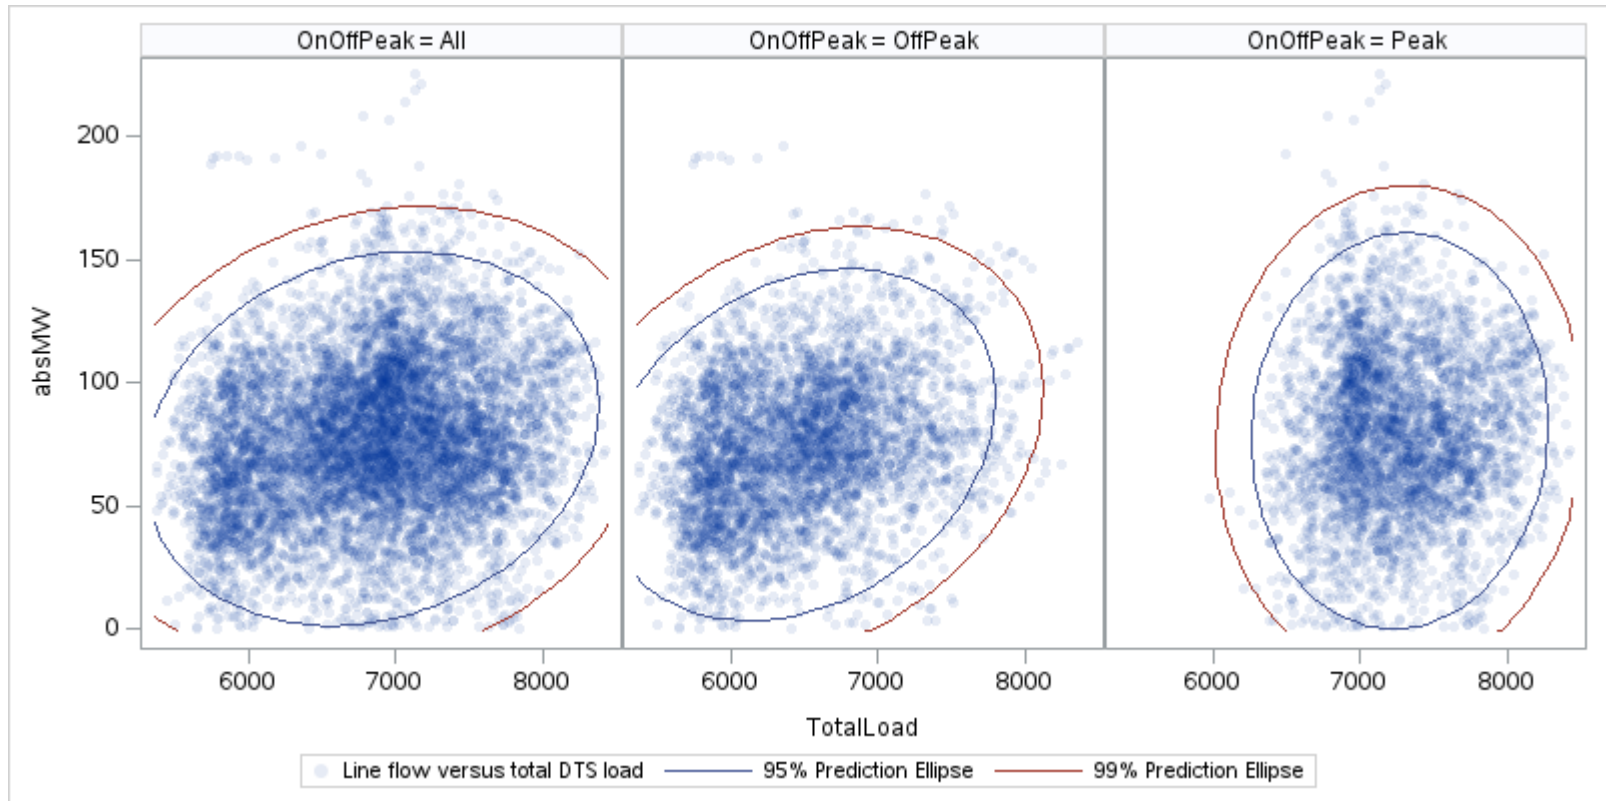 OnOffPeak = All
OnOffPeak = OffPeak
OnOffPeak = Peak
absMW
200
150
100
50
0
6000 7000 8000
6000 7000 8000
6000 7000 8000
TotalLoad
Line flow versus total DTS load
95% Prediction Ellipse
99% Prediction Ellipse